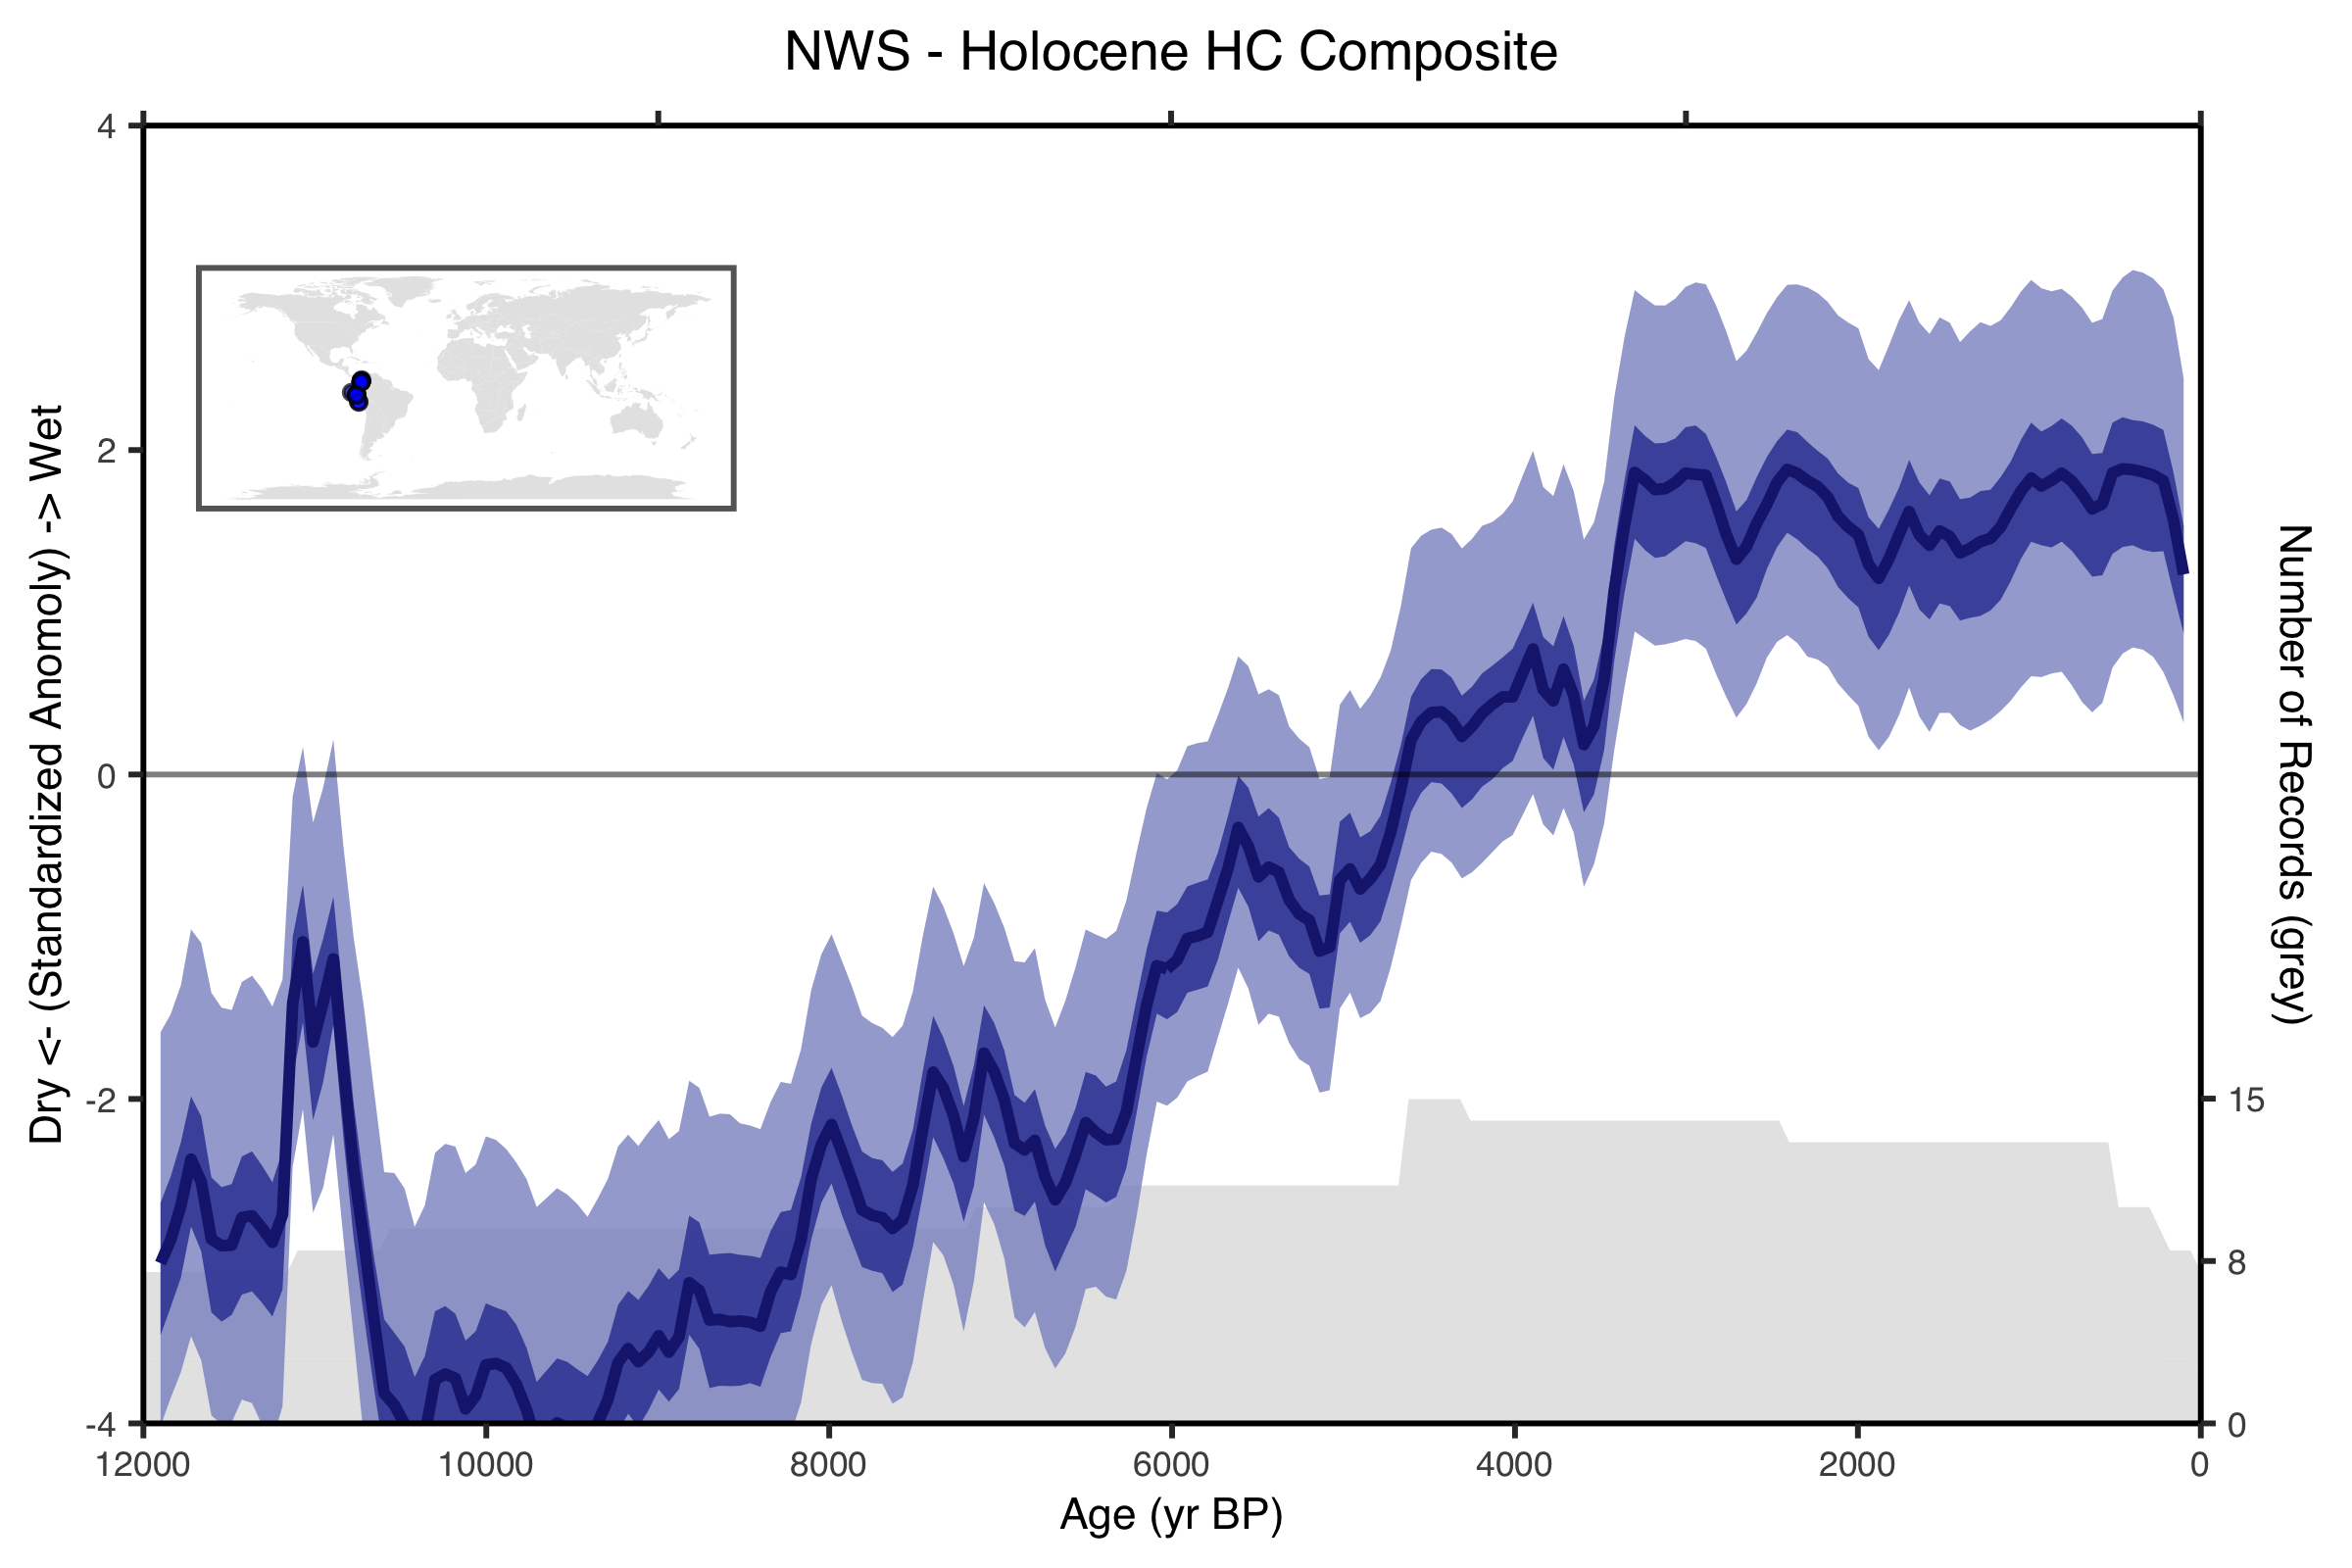 NWS - Holocene HC Composite
4
2
0
-2
-4
Dry <- (Standardized Anomoly) -> Wet
15
8
0
Number of Records (grey)
12000 10000 8000 6000 4000 2000 0
Age (yr BP)